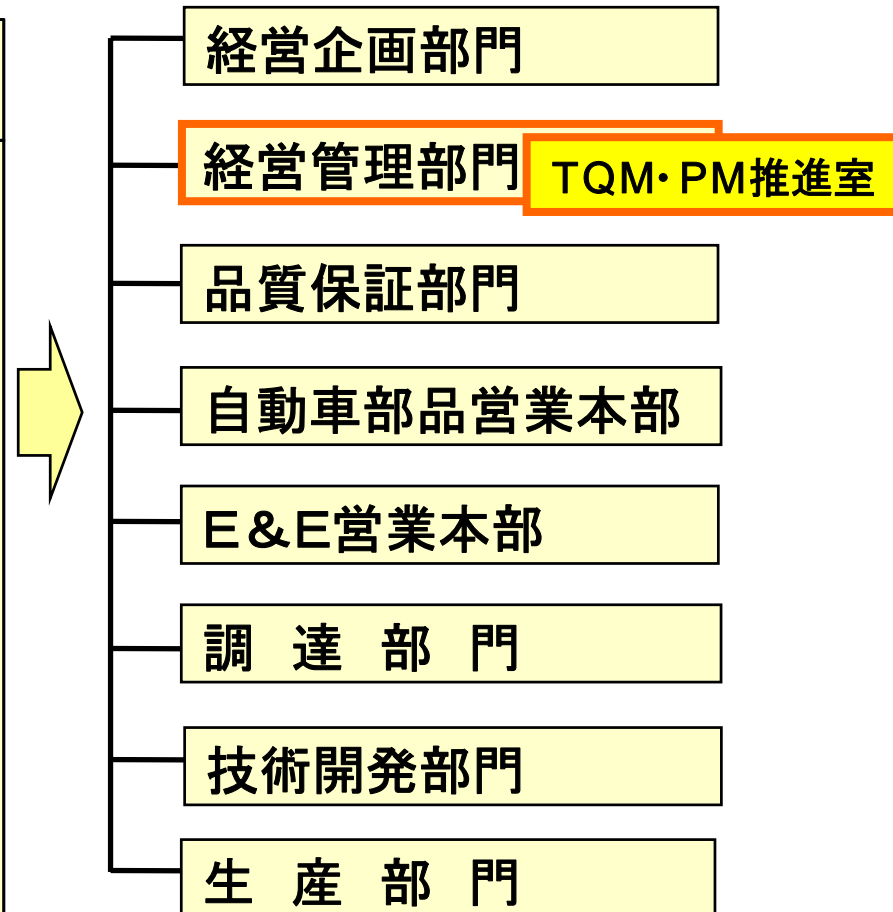 経営企画部門
経営管理部門
TQM・PM推進室
品質保証部門
自動車部品営業本部
E&E営業本部
調 達 部 門
技術開発部門
生 産 部 門